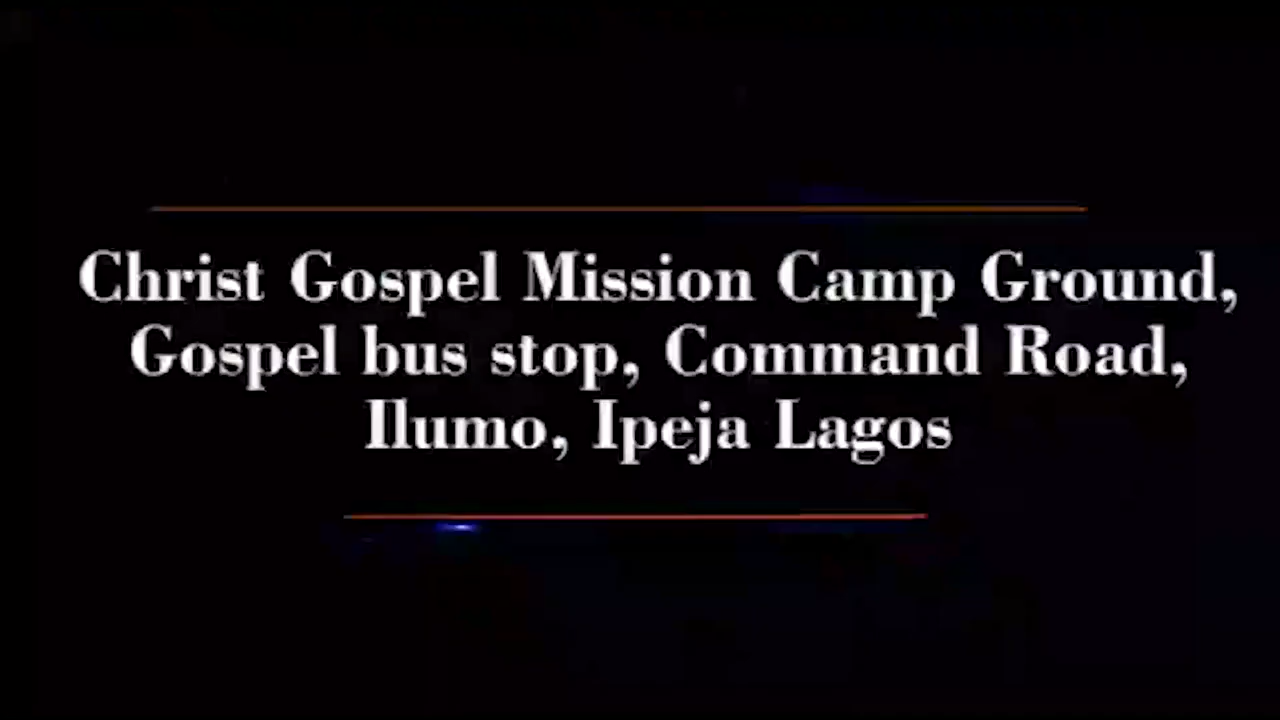 Christ Gospel Mission Camp Ground,
Gospel bus stop, Command Road,
Ilumo, Ipeja Lagos